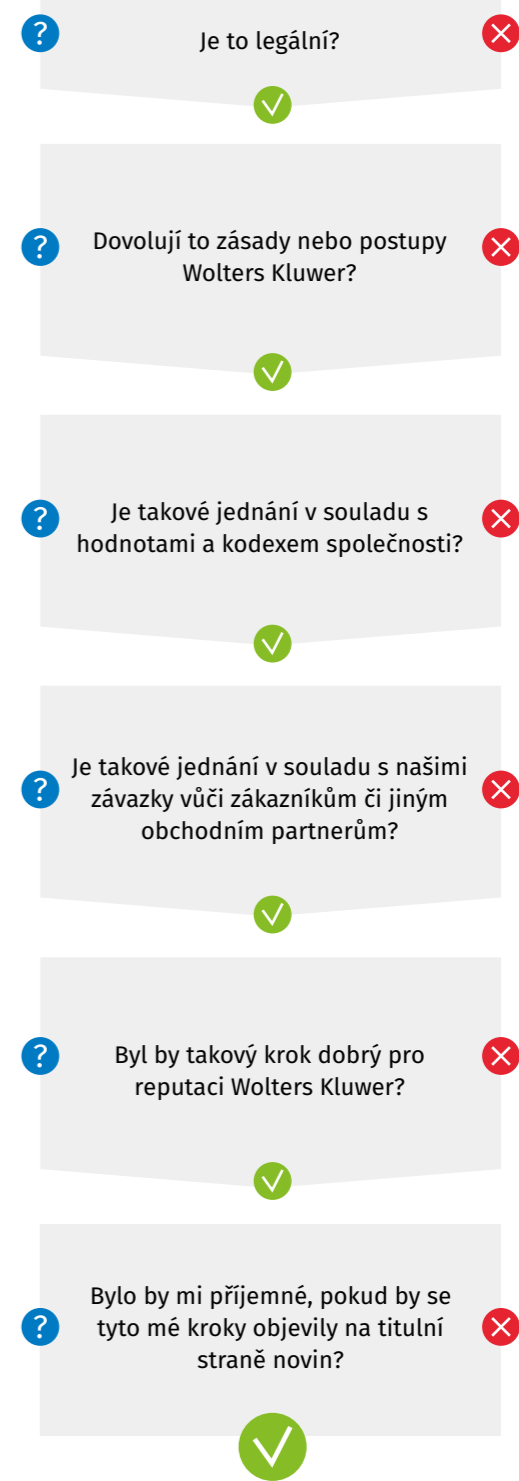 Je to legální?
Dovolují to zásady nebo postupy
Wolters Kluwer?
Je takové jednání v souladu s
hodnotami a kodexem společnosti?
Je takové jednání v souladu s našimi
závazky vůči zákazníkům či jiným
obchodním partnerům?
Byl by takový krok dobrý pro
reputaci Wolters Kluwer?
Bylo by mi příjemné, pokud by se
tyto mé kroky objevily na titulní
straně novin?